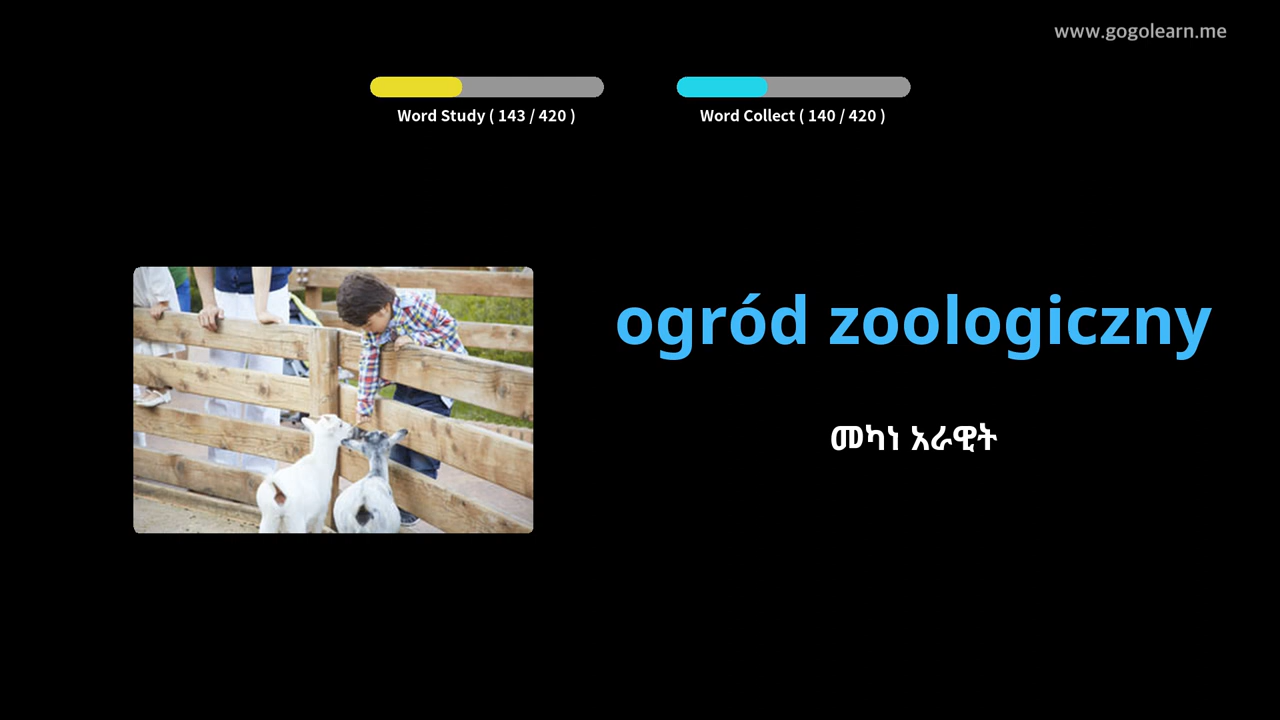 www.gogolearn.me
Word Study ( 143 / 420 )
Word Collect ( 140 / 420 )
ogród zoologiczny
መካነ አራዊት